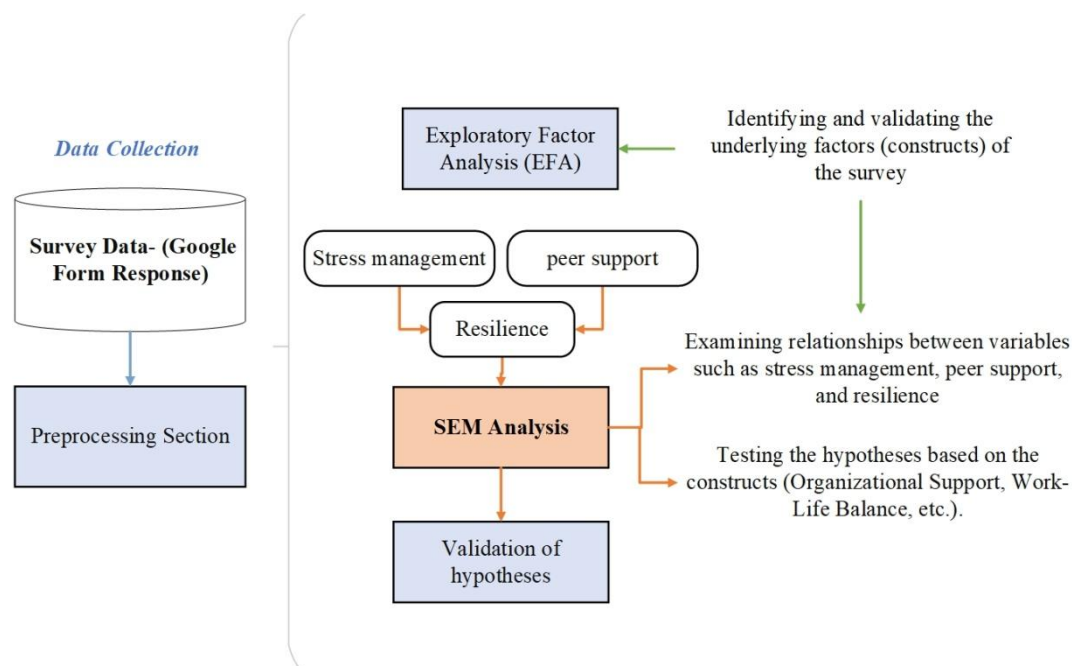 Data Collection
Survey Data- (Google
Form Response)
Preprocessing Section
Exploratory Factor
Analysis (EFA)
Identifying and validating the
underlying factors (constructs) of
the survey
Stress management
peer support
Resilience
SEM Analysis
Examining relationships between variables
such as stress management, peer support,
and resilience
Testing the hypotheses based on the
constructs (Organizational Support, Work-
Life Balance, etc.).
Validation of
hypotheses